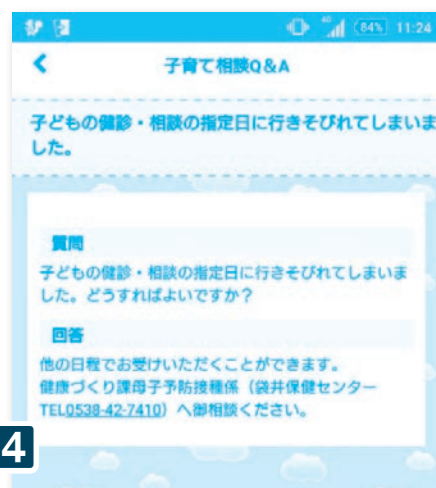 4G 84% 11:24
子育て相談Q&A
子どもの健診・相談の指定日に行きそびれてしまいま
した。
質問
子どもの健診・相談の指定日に行きそびれてしまいま
した。どうすればよいですか?
回答
他の日程でお受けいただくことができます。
健康づくり課母子予防接種係(袋井保健センター
TEL0538-42-7410)へ御相談ください。
4